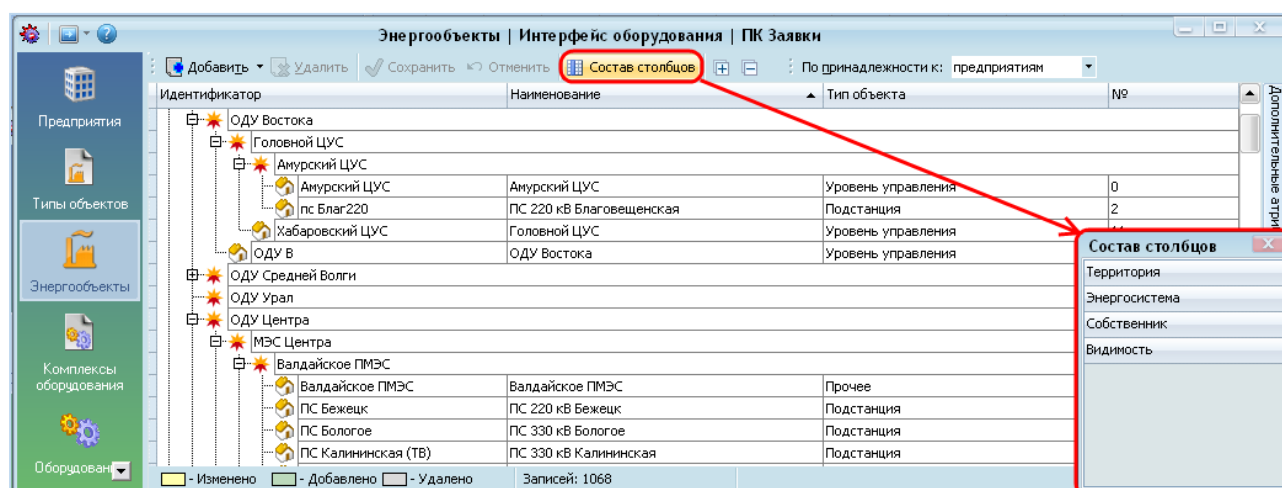 Энергообъекты | Интерфейс оборудования | ПК Заявки
Добавить Удалить Сохранить Отменить Состав столбцов По принадлежности к: предприятиям
Предприятия
Типы объектов
Энергообъекты
Комплексы
оборудования
Идентификатор Наименование Тип объекта №
ОДУ Востока
Головной ЦУС
Амурский ЦУС
Амурский ЦУС Амурский ЦУС Уровень управления 0
пс Благ220 ПС 220 кВ Благовещенская Подстанция 2
Хабаровский ЦУС Головной ЦУС Уровень управления
ОДУ В ОДУ Востока Уровень управления
ОДУ Средней Волги
ОДУ Урал
ОДУ Центра
МЭС Центра
Валдайское ПМЭС
Валдайское ПМЭС Валдайское ПМЭС Прочее
ПС Бежецк ПС 220 кВ Бежецк Подстанция
ПС Бологое ПС 330 кВ Бологое Подстанция
ПС Калининская (ТВ) ПС 330 кВ Калининская Подстанция
- Изменено - Добавлено - Удалено Записей: 1068
Дополнительные
Состав столбцов
Территория
Энергосистема
Собственник
Видимость